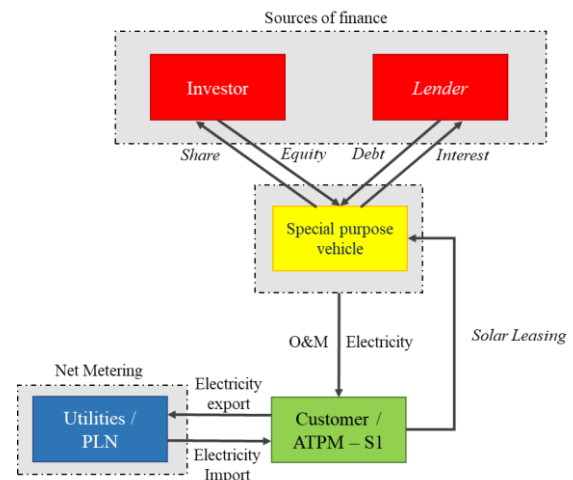 Sources of finance
Investor
Lender
Share
Equity
Debt
Interest
Special purpose
vehicle
O&M
Electricity
Solar Leasing
Net Metering
Electricity
export
Utilities /
PLN
Customer /
ATPM – S1
Electricity
Import